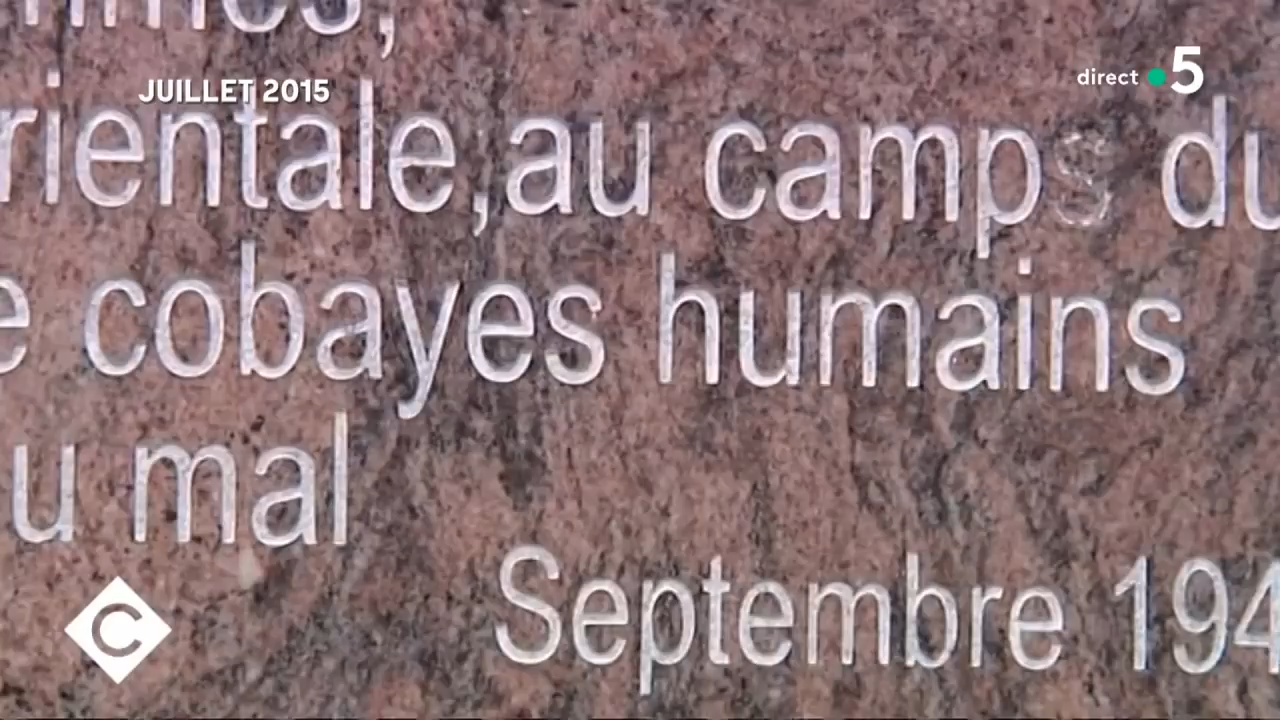 JUILLET 2015
direct 5
rientale,au camps du
e cobayes humains
u mal
Septembre 194
C